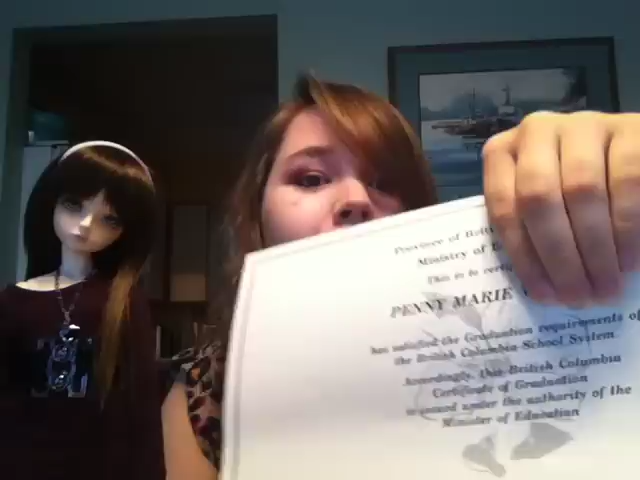 Province of
Ministry of
This is to
PENNY MARIE
has satisfied the Graduation requirements of
the British Columbia School System
Accordingly, this British Columbia
Certificate of Graduation
is issued under the authority of the
Minister of Education